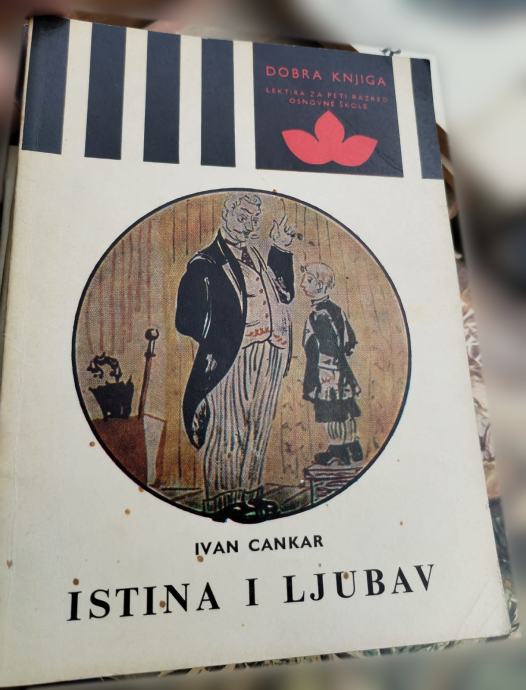 DOBRA KNJIGA
LEKTIRA ZA PETI RAZRED
OSNOVNE ŠKOLE
IVAN CANKAR
ISTINA I LJUBAV